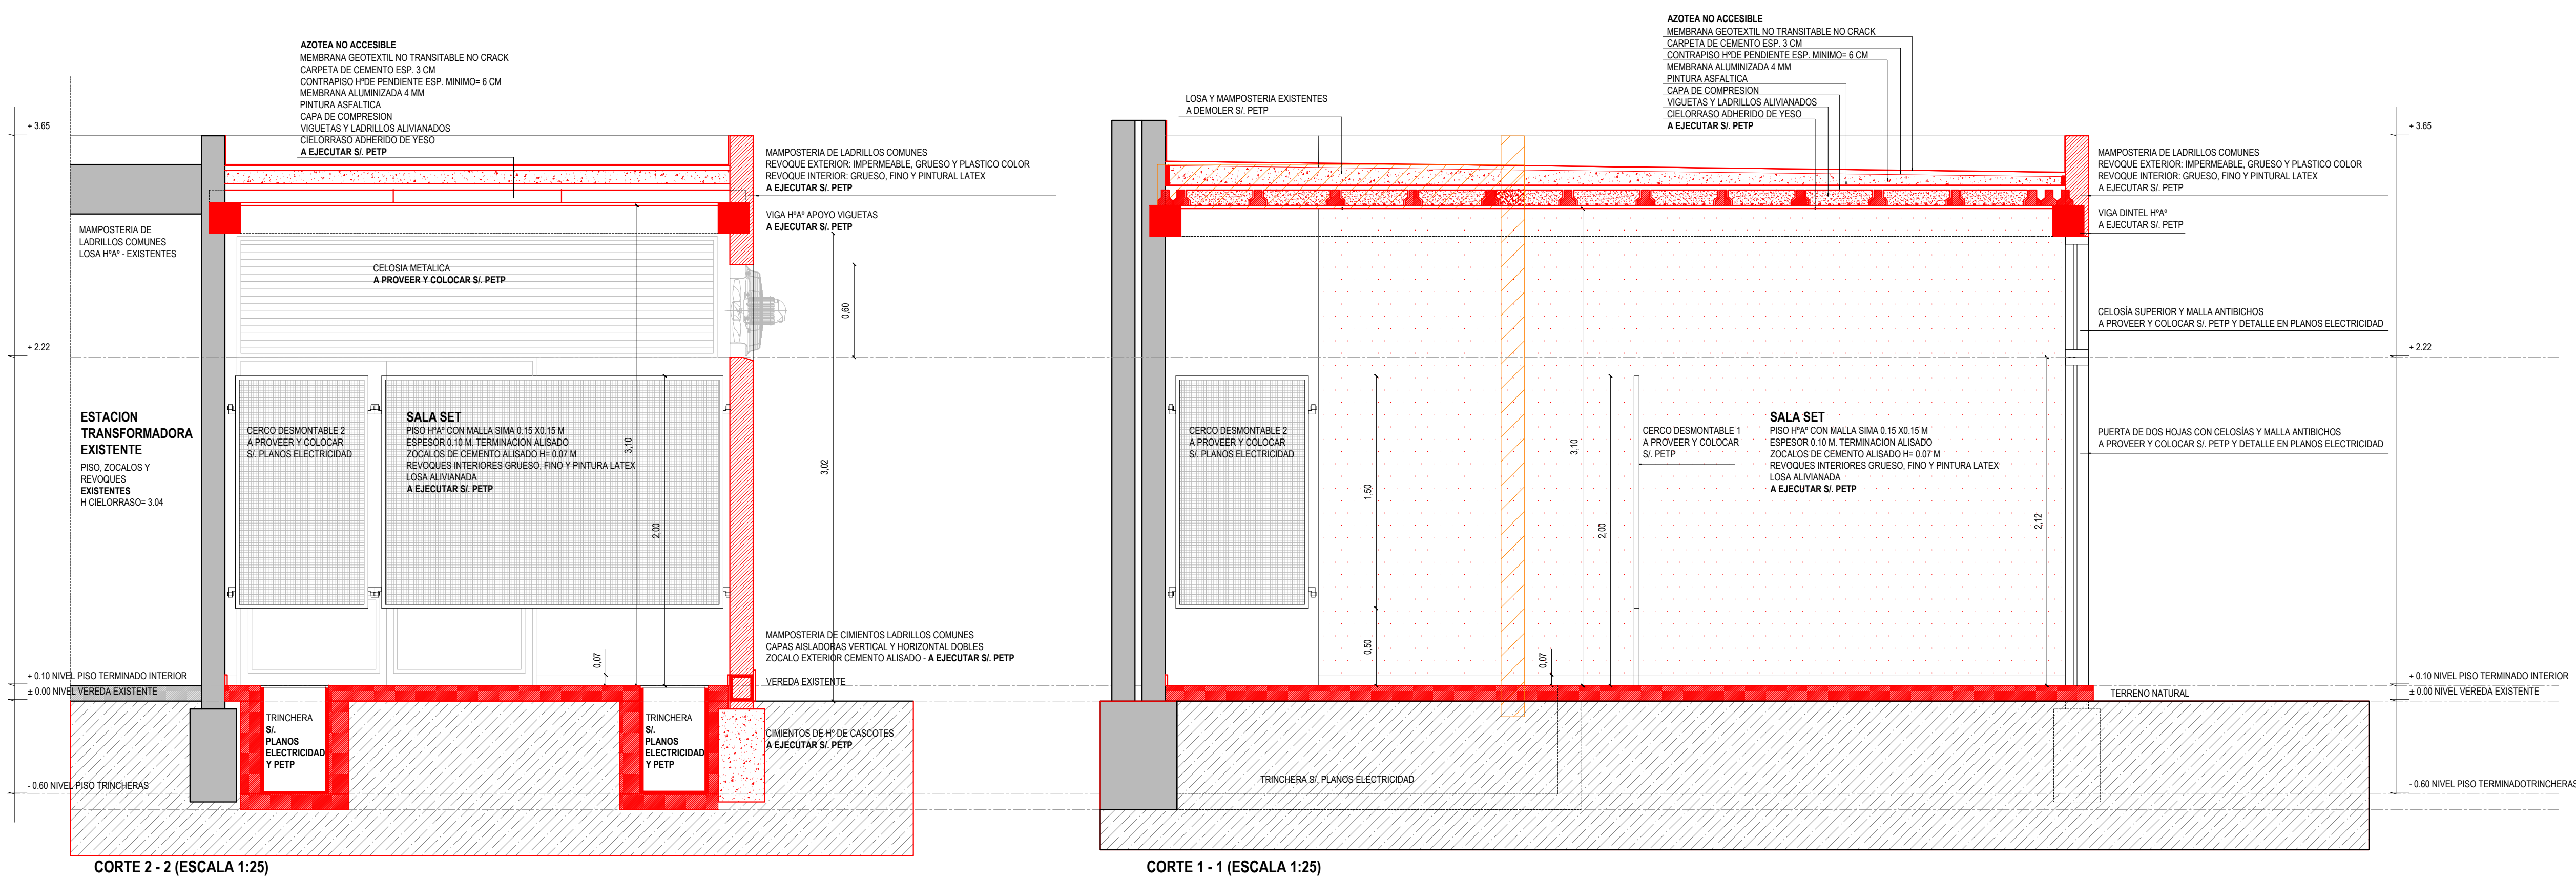 AZOTEA NO ACCESIBLE
MEMBRANA GEOTEXTIL NO TRANSITABLE NO CRACK
CARPETA DE CEMENTO ESP. 3 CM
CONTRAPISO HºDE PENDIENTE ESP. MINIMO= 6 CM
MEMBRANA ALUMINIZADA 4 MM
PINTURA ASFALTICA
CAPA DE COMPRESION
VIGUETAS Y LADRILLOS ALIVIANADOS
CIELORRASO ADHERIDO DE YESO
A EJECUTAR S/. PETP
+ 3.65
MAMPOSTERIA DE LADRILLOS COMUNES
REVOQUE EXTERIOR: IMPERMEABLE, GRUESO Y PLASTICO COLOR
REVOQUE INTERIOR: GRUESO, FINO Y PINTURAL LATEX
A EJECUTAR S/. PETP
VIGA HºAº APOYO VIGUETAS
A EJECUTAR S/. PETP
MAMPOSTERIA DE
LADRILLOS COMUNES
LOSA HºAº - EXISTENTES
CELOSIA METALICA
A PROVEER Y COLOCAR S/. PETP
0,60
+ 2.22
ESTACION
TRANSFORMADORA
EXISTENTE
PISO, ZOCALOS Y
REVOQUES
EXISTENTES
H CIELORRASO= 3.04
CERCO DESMONTABLE 2
A PROVEER Y COLOCAR
S/. PLANOS ELECTRICIDAD
SALA SET
PISO HºAº CON MALLA SIMA 0.15 X0.15 M
ESPESOR 0.10 M. TERMINACION ALISADO
ZOCALOS DE CEMENTO ALISADO H= 0.07 M
REVOQUES INTERIORES GRUESO, FINO Y PINTURA LATEX
LOSA ALIVIANADA
A EJECUTAR S/. PETP
3,10
3,02
2,00
0,07
MAMPOSTERIA DE CIMIENTOS LADRILLOS COMUNES
CAPAS AISLADORAS VERTICAL Y HORIZONTAL DOBLES
ZOCALO EXTERIOR CEMENTO ALISADO - A EJECUTAR S/. PETP
VEREDA EXISTENTE
+ 0.10 NIVEL PISO TERMINADO INTERIOR
± 0.00 NIVEL VEREDA EXISTENTE
TRINCHERA
S/.
PLANOS
ELECTRICIDAD
Y PETP
TRINCHERA
S/.
PLANOS
ELECTRICIDAD
Y PETP
CIMIENTOS DE Hº DE CASCOTES
A EJECUTAR S/. PETP
- 0.60 NIVEL PISO TRINCHERAS
CORTE 2 - 2 (ESCALA 1:25)
AZOTEA NO ACCESIBLE
MEMBRANA GEOTEXTIL NO TRANSITABLE NO CRACK
CARPETA DE CEMENTO ESP. 3 CM
CONTRAPISO HºDE PENDIENTE ESP. MINIMO= 6 CM
MEMBRANA ALUMINIZADA 4 MM
PINTURA ASFALTICA
CAPA DE COMPRESION
VIGUETAS Y LADRILLOS ALIVIANADOS
CIELORRASO ADHERIDO DE YESO
A EJECUTAR S/. PETP
LOSA Y MAMPOSTERIA EXISTENTES
A DEMOLER S/. PETP
+ 3.65
MAMPOSTERIA DE LADRILLOS COMUNES
REVOQUE EXTERIOR: IMPERMEABLE, GRUESO Y PLASTICO COLOR
REVOQUE INTERIOR: GRUESO, FINO Y PINTURAL LATEX
A EJECUTAR S/. PETP
VIGA DINTEL HºAº
A EJECUTAR S/. PETP
CELOSÍA SUPERIOR Y MALLA ANTIBICHOS
A PROVEER Y COLOCAR S/. PETP Y DETALLE EN PLANOS ELECTRICIDAD
+ 2.22
CERCO DESMONTABLE 2
A PROVEER Y COLOCAR
S/. PLANOS ELECTRICIDAD
1,50
0,50
3,10
2,00
0,07
CERCO DESMONTABLE 1
A PROVEER Y COLOCAR
S/. PETP
SALA SET
PISO HºAº CON MALLA SIMA 0.15 X0.15 M
ESPESOR 0.10 M. TERMINACION ALISADO
ZOCALOS DE CEMENTO ALISADO H= 0.07 M
REVOQUES INTERIORES GRUESO, FINO Y PINTURA LATEX
LOSA ALIVIANADA
A EJECUTAR S/. PETP
2,12
PUERTA DE DOS HOJAS CON CELOSÍAS Y MALLA ANTIBICHOS
A PROVEER Y COLOCAR S/. PETP Y DETALLE EN PLANOS ELECTRICIDAD
+ 0.10 NIVEL PISO TERMINADO INTERIOR
± 0.00 NIVEL VEREDA EXISTENTE
TERRENO NATURAL
TRINCHERA S/. PLANOS ELECTRICIDAD
- 0.60 NIVEL PISO TERMINADOTRINCHERAS
CORTE 1 - 1 (ESCALA 1:25)